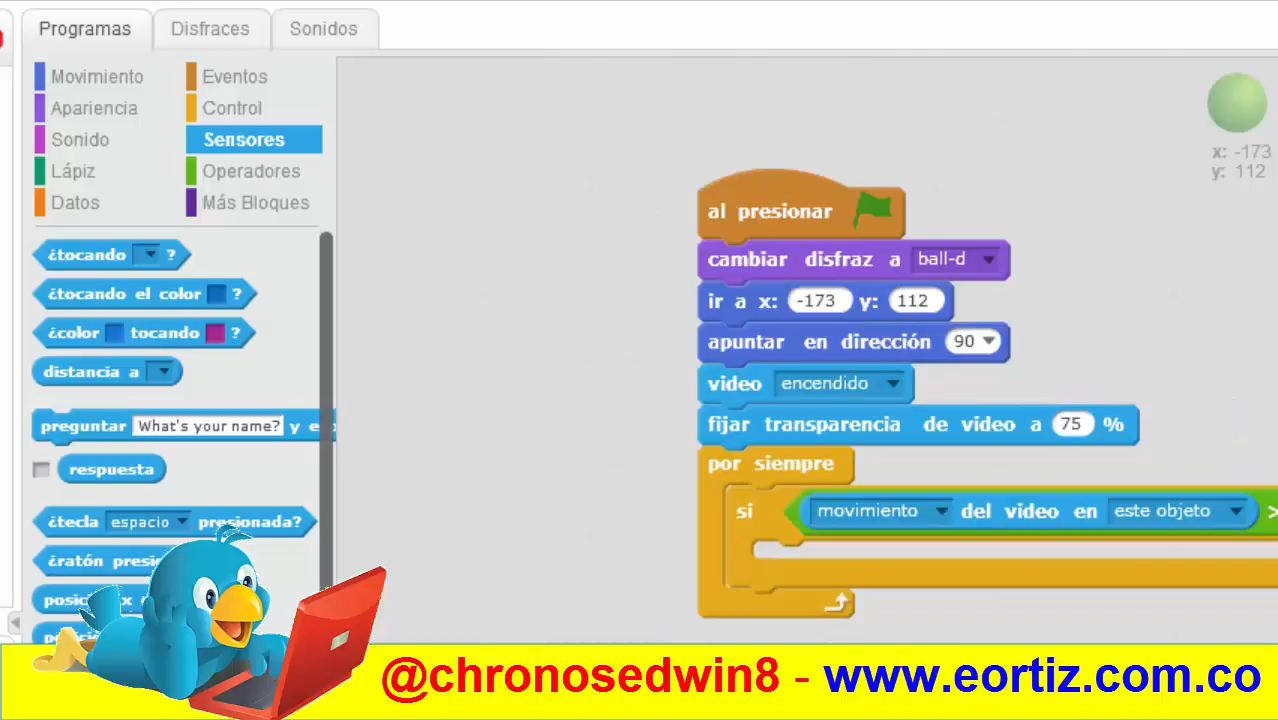 Programas Disfraces Sonidos
Movimiento Eventos
Apariencia Control
Sonido Sensores
Lápiz Operadores
Datos Más Bloques
¿tocando ?
¿tocando el color ?
¿color tocando ?
distancia a
preguntar What's your name? y e
respuesta
¿tecla espacio presionada?
¿ratón
x: -173
y: 112
al presionar
cambiar disfraz a ball-d
ir a x: -173 y: 112
apuntar en dirección 90
video encendido
fijar transparencia de video a 75 %
por siempre
si movimiento del video en este objeto >
@chronosedwin8 - www.eortiz.com.co